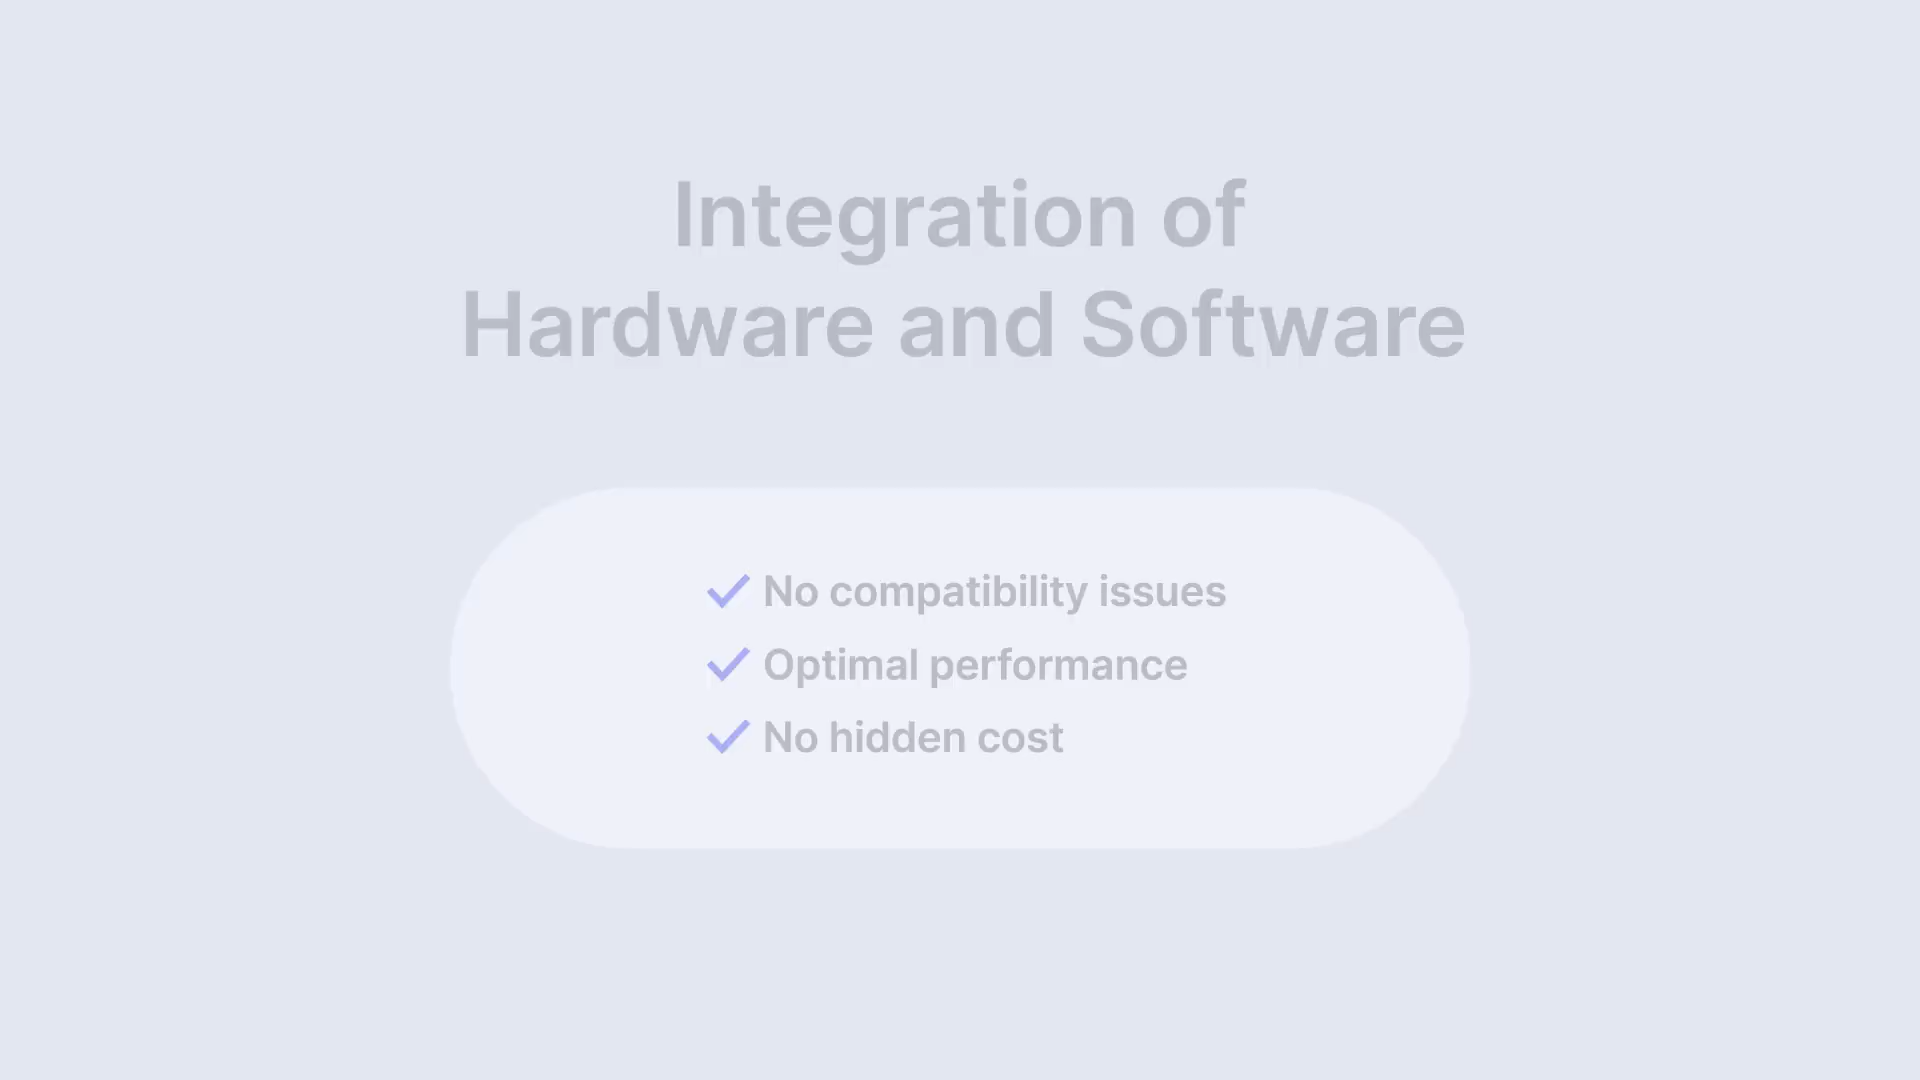 Integration of
Hardware and Software
No compatibility issues
Optimal performance
No hidden cost